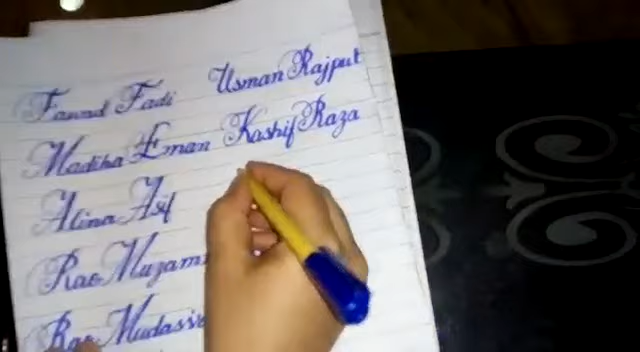 Fawad Fadi Usman Rajput
Madiha Eman Kashif Raza
Alina Asif
Rao Muzam
Rao Mudassir